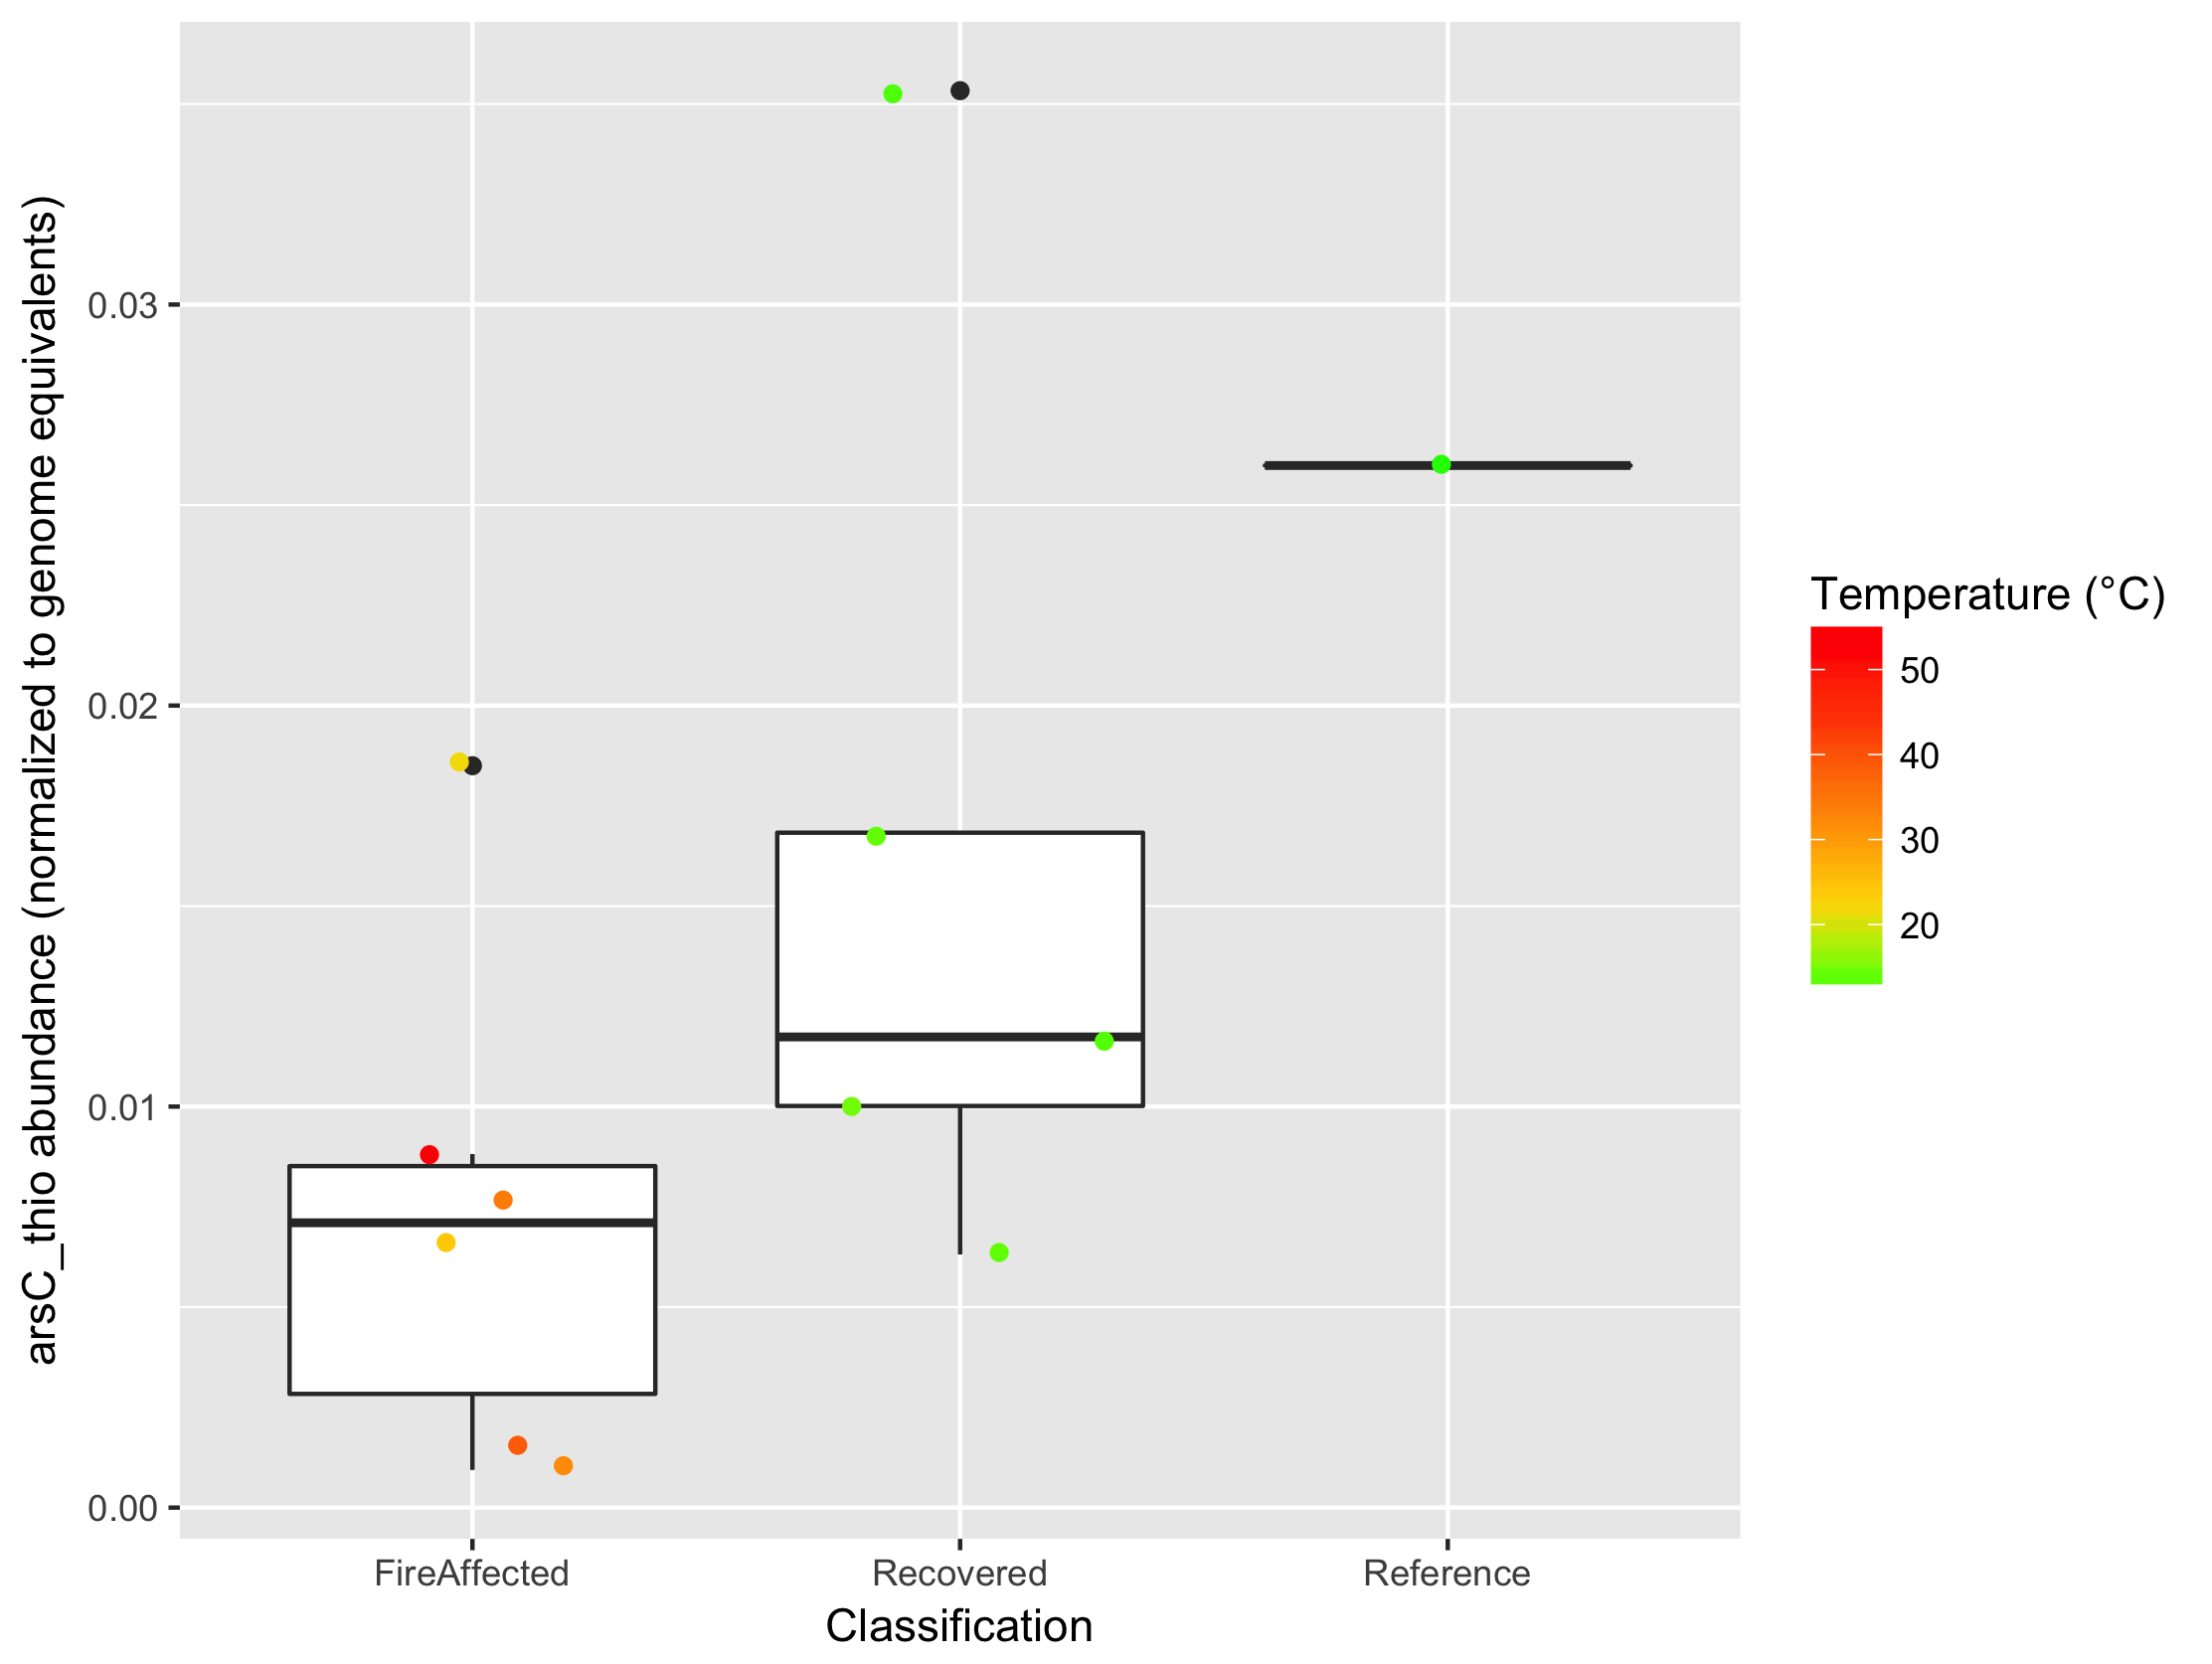 arsC_thio abundance (normalized to genome equivalents)
0.03
0.02
0.01
0.00
FireAffected
Recovered
Reference
Classification
Temperature (°C)
50
40
30
20